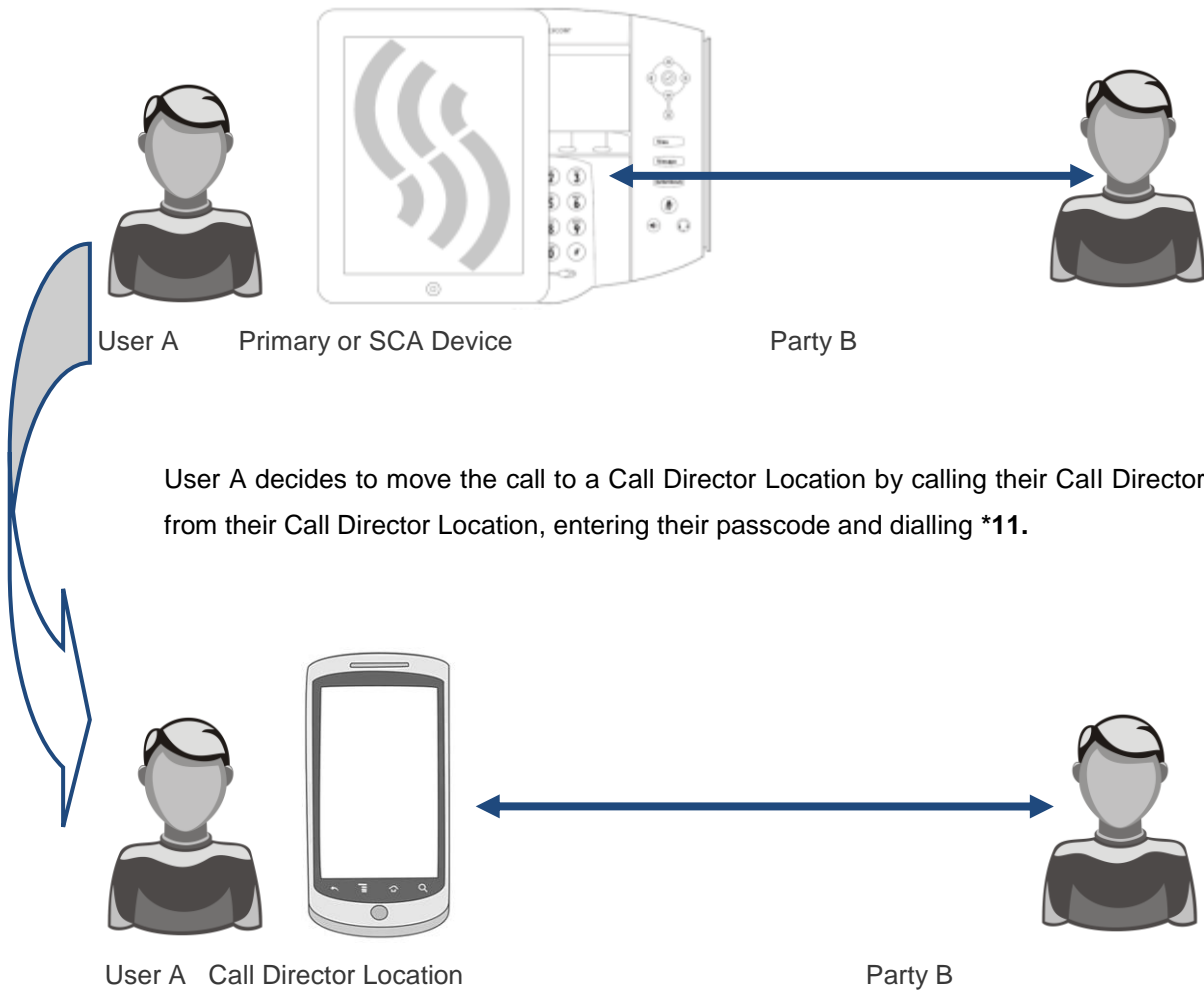 User A Primary or SCA Device Party B
User A decides to move the call to a Call Director Location by calling their Call Director
from their Call Director Location, entering their passcode and dialling *11.
User A Call Director Location Party B